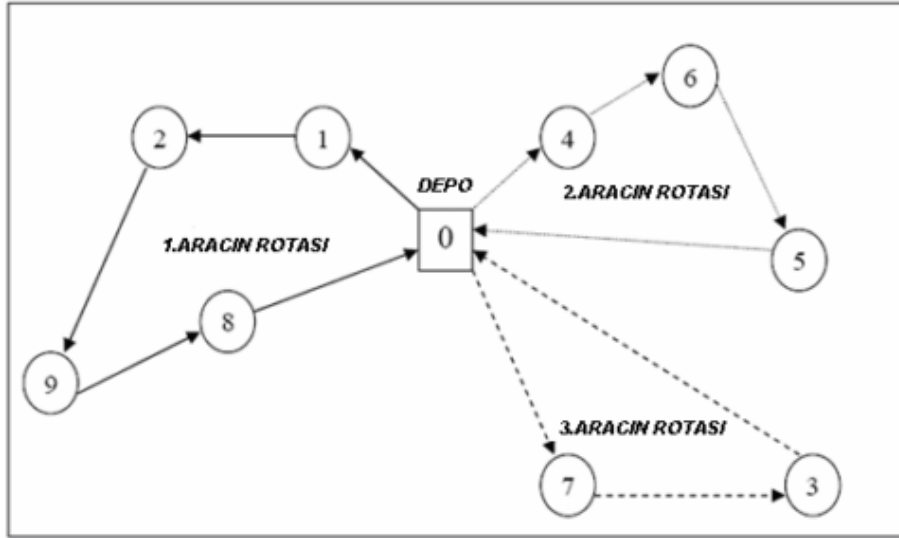 6
2
1
4
DEPO
2.ARACIN ROTASI
0
1.ARACIN ROTASI
5
8
9
3.ARACIN ROTASI
7
3